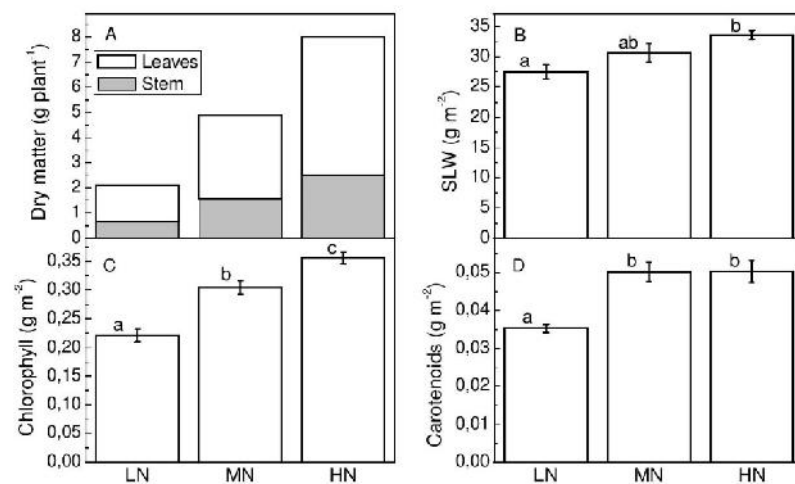 A
Leaves
Stem
Dry matter (g plant⁻¹)
8
7
6
5
4
3
2
1
0
B
SLW (g m⁻²)
35
30
25
20
15
10
5
0
a
ab
b
C
Chlorophyll (g m⁻²)
0,35
0,30
0,25
0,20
0,15
0,10
0,05
0,00
a
b
c
LN MN HN
D
Carotenoids (g m⁻²)
0,05
0,04
0,03
0,02
0,01
0,00
a
b
b
LN MN HN